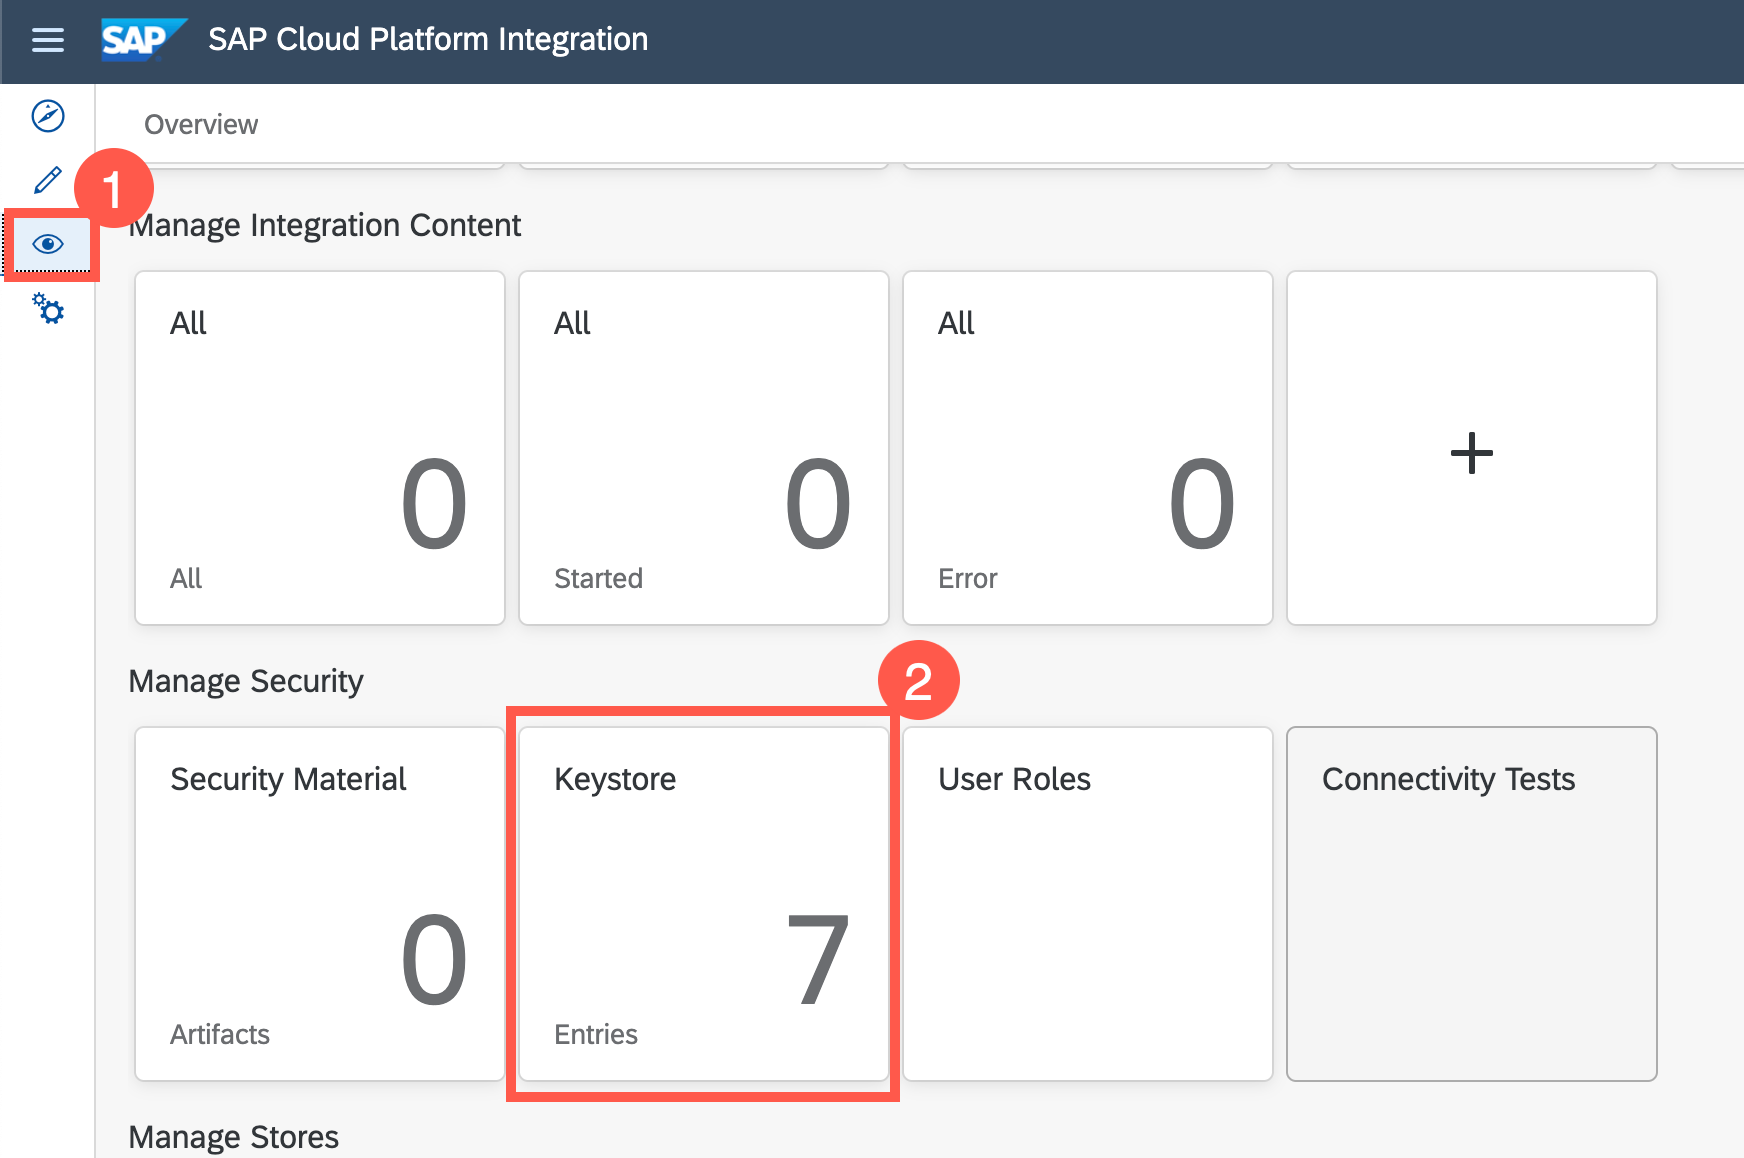 SAP SAP Cloud Platform Integration
Overview
1
Manage Integration Content
All
0
All
All
0
Started
All
0
Error
+
Manage Security
2
Security Material
0
Artifacts
Keystore
7
Entries
User Roles
Connectivity Tests
Manage Stores